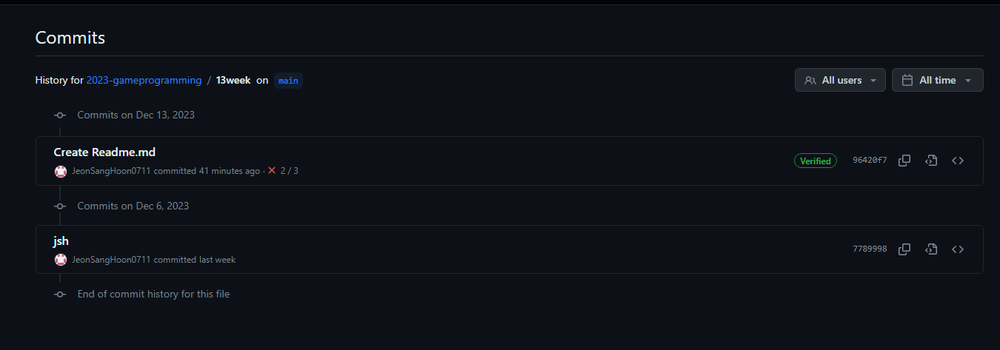 Commits
History for 2023-gameprogramming / 13week on main
All users
All time
Commits on Dec 13, 2023
Create Readme.md
JeonSangHoon0711 committed 41 minutes ago · 2 / 3
Verified
96420f7
Commits on Dec 6, 2023
jsh
JeonSangHoon0711 committed last week
7789998
End of commit history for this file